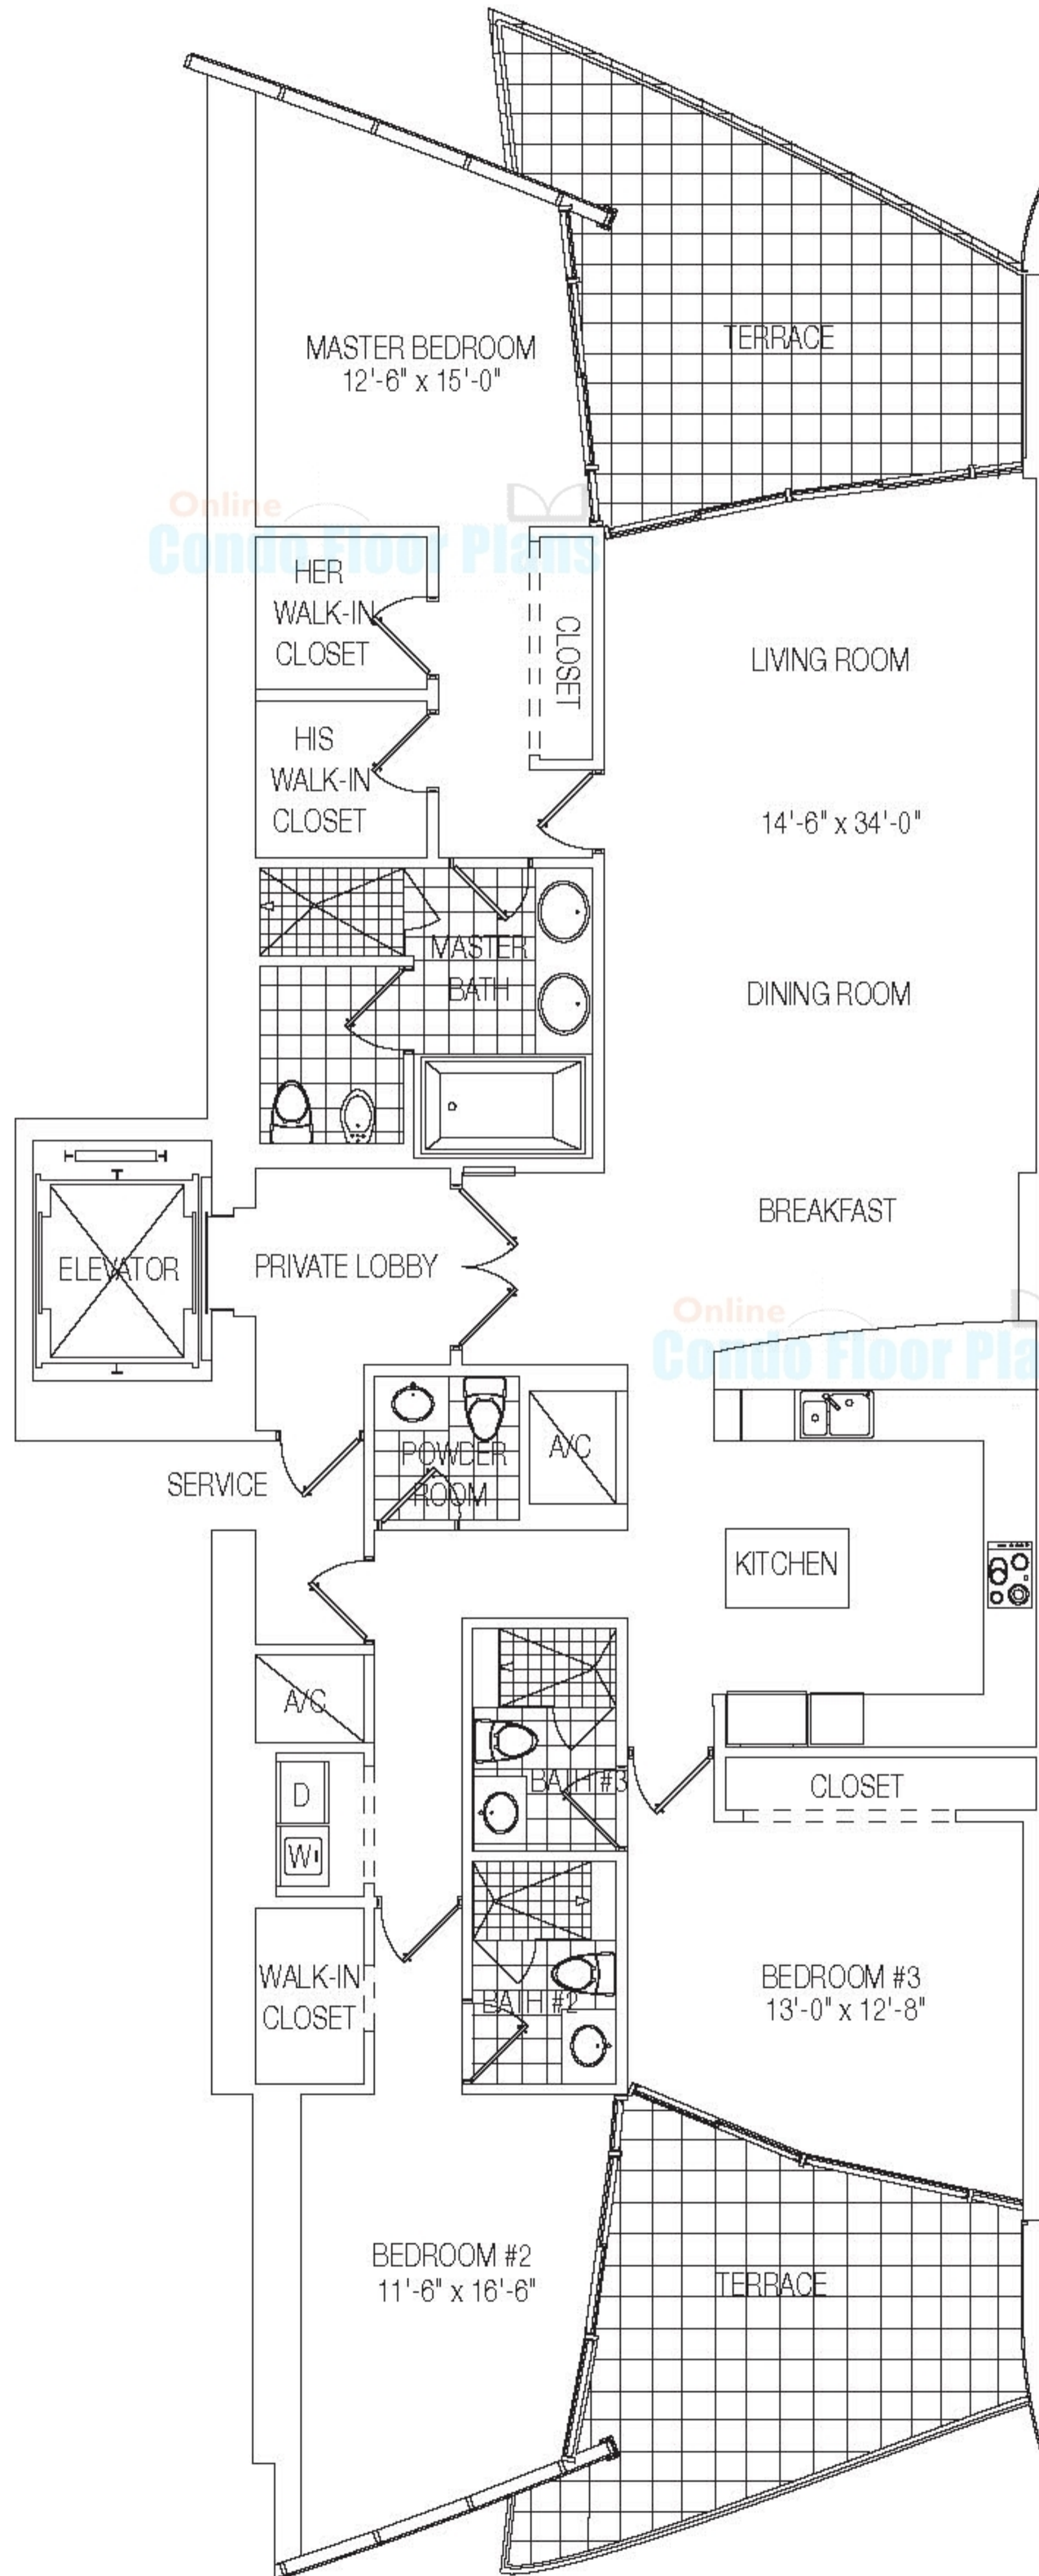 TERRACE
MASTER BEDROOM
12'-6" x 15'-0"
Online
Condo Floor Plans
HER
WALK-IN
CLOSET
CLOSET
LIVING ROOM
HIS
WALK-IN
CLOSET
14'-6" x 34'-0"
MASTER
BATH
DINING ROOM
BREAKFAST
ELEVATOR
PRIVATE LOBBY
Online
Condo Floor Pla
POWDER
ROOM
A/C
SERVICE
KITCHEN
A/C
D
W
BATH #3
CLOSET
WALK-IN
CLOSET
BATH #2
BEDROOM #3
13'-0" x 12'-8"
BEDROOM #2
11'-6" x 16'-6"
TERRACE